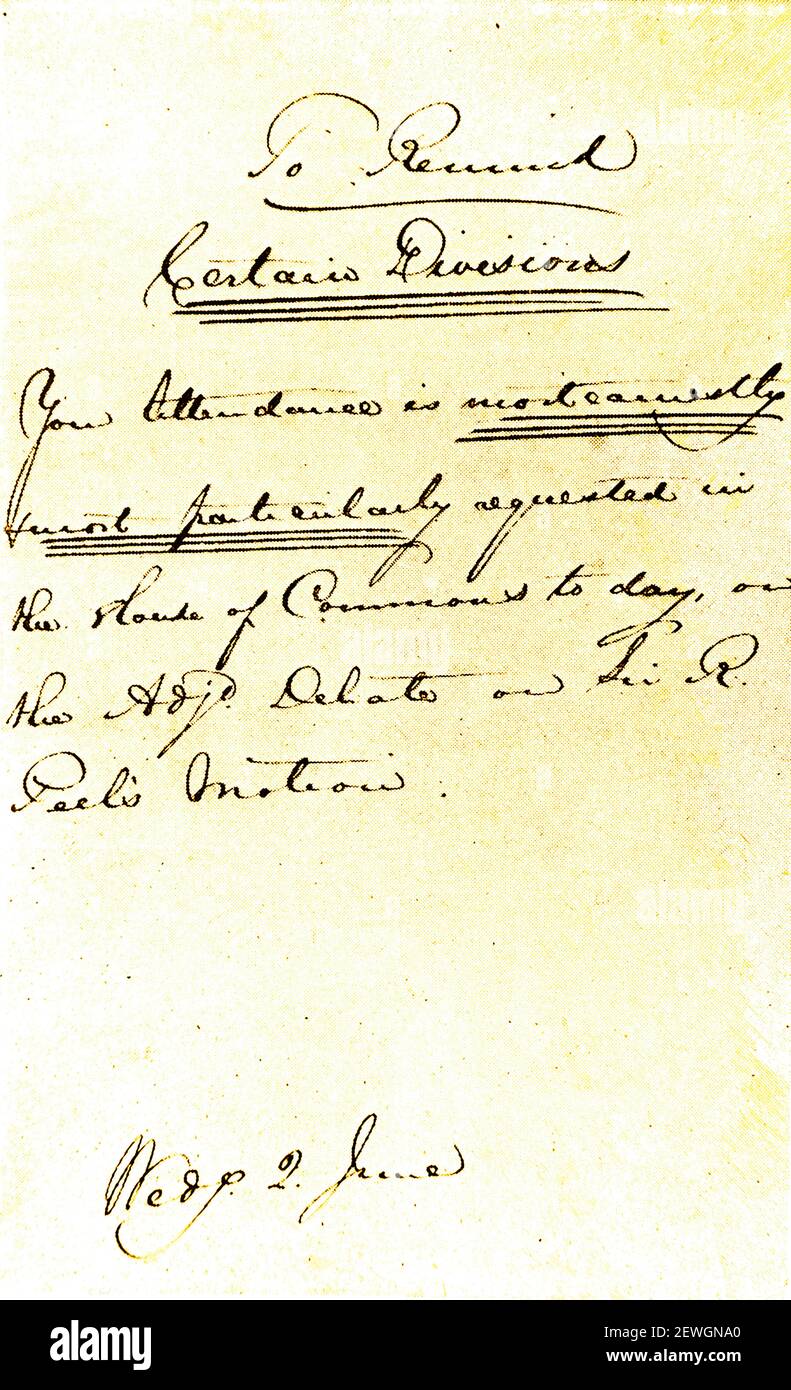 To Remind
Certain Divisions
Your Attendance is most earnestly
& most particularly requested in
the House of Commons to day, on
the Adjd. Debate on Sir R.
Peel's Motion.
Wedy. 2. June
alamy
Image ID: 2EWGNA0
www.alamy.com